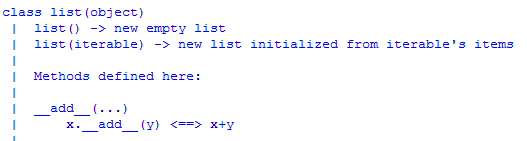 class list(object)
 |  list() -> new empty list
 |  list(iterable) -> new list initialized from iterable's items
 |
 |  Methods defined here:
 |
 |  __add__(...)
 |      x.__add__(y) <==> x+y
 |